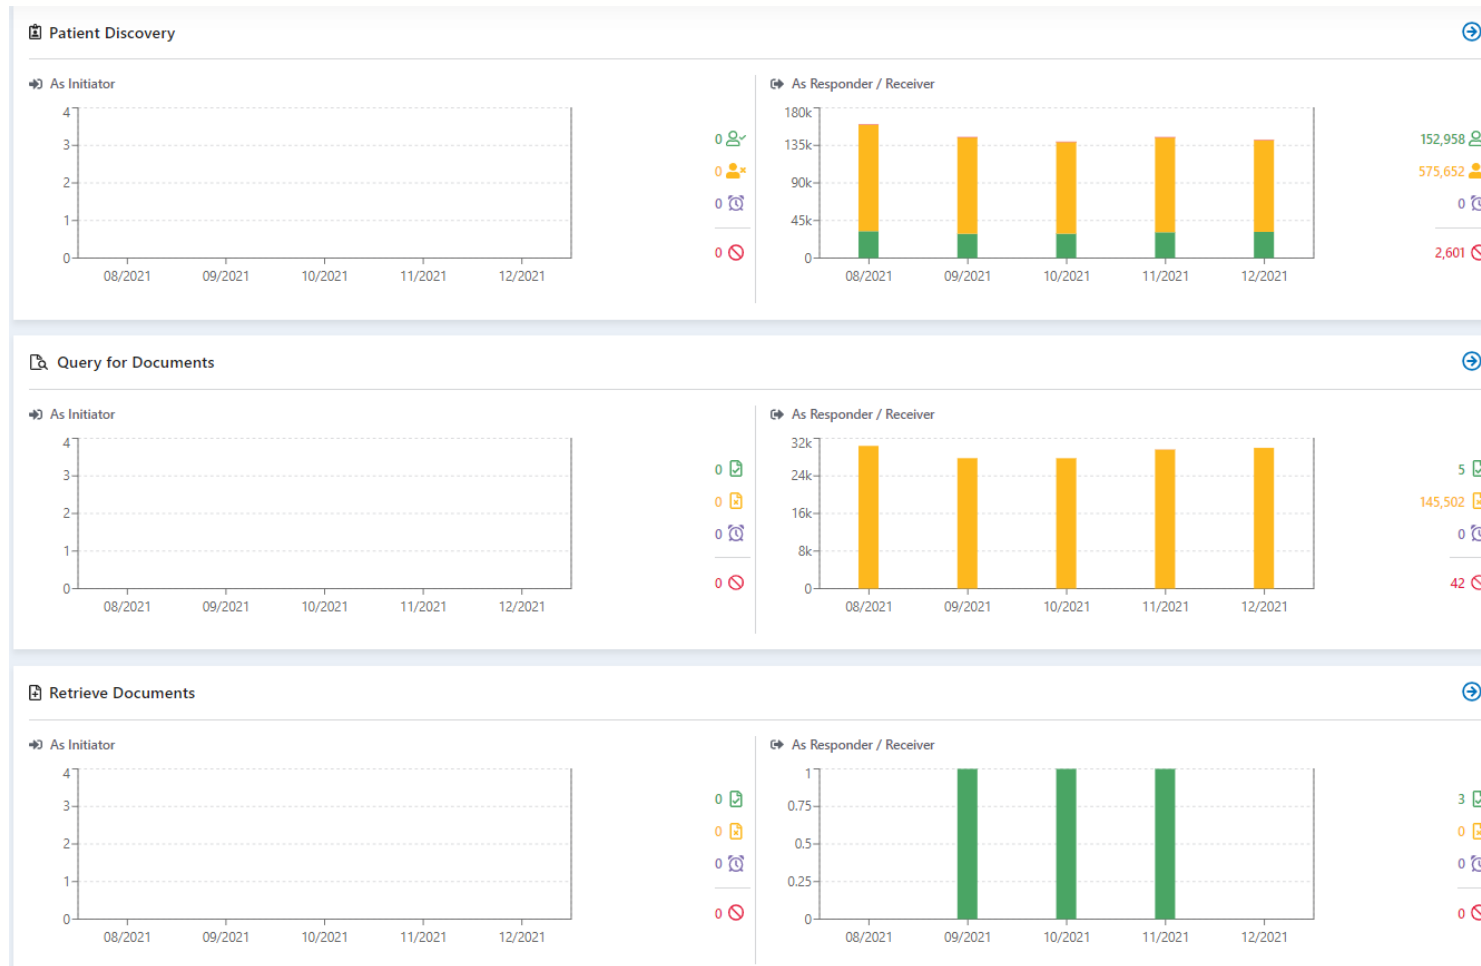 Patient Discovery
As Initiator
4
3
2
1
0
08/2021 09/2021 10/2021 11/2021 12/2021
0
0
0
0
As Responder / Receiver
180k
135k
90k
45k
0
08/2021 09/2021 10/2021 11/2021 12/2021
152,958
575,652
0
2,601
Query for Documents
As Initiator
4
3
2
1
0
08/2021 09/2021 10/2021 11/2021 12/2021
0
0
0
0
As Responder / Receiver
32k
24k
16k
8k
0
08/2021 09/2021 10/2021 11/2021 12/2021
5
145,502
0
42
Retrieve Documents
As Initiator
4
3
2
1
0
08/2021 09/2021 10/2021 11/2021 12/2021
0
0
0
0
As Responder / Receiver
1
0.75
0.5
0.25
0
08/2021 09/2021 10/2021 11/2021 12/2021
3
0
0
0